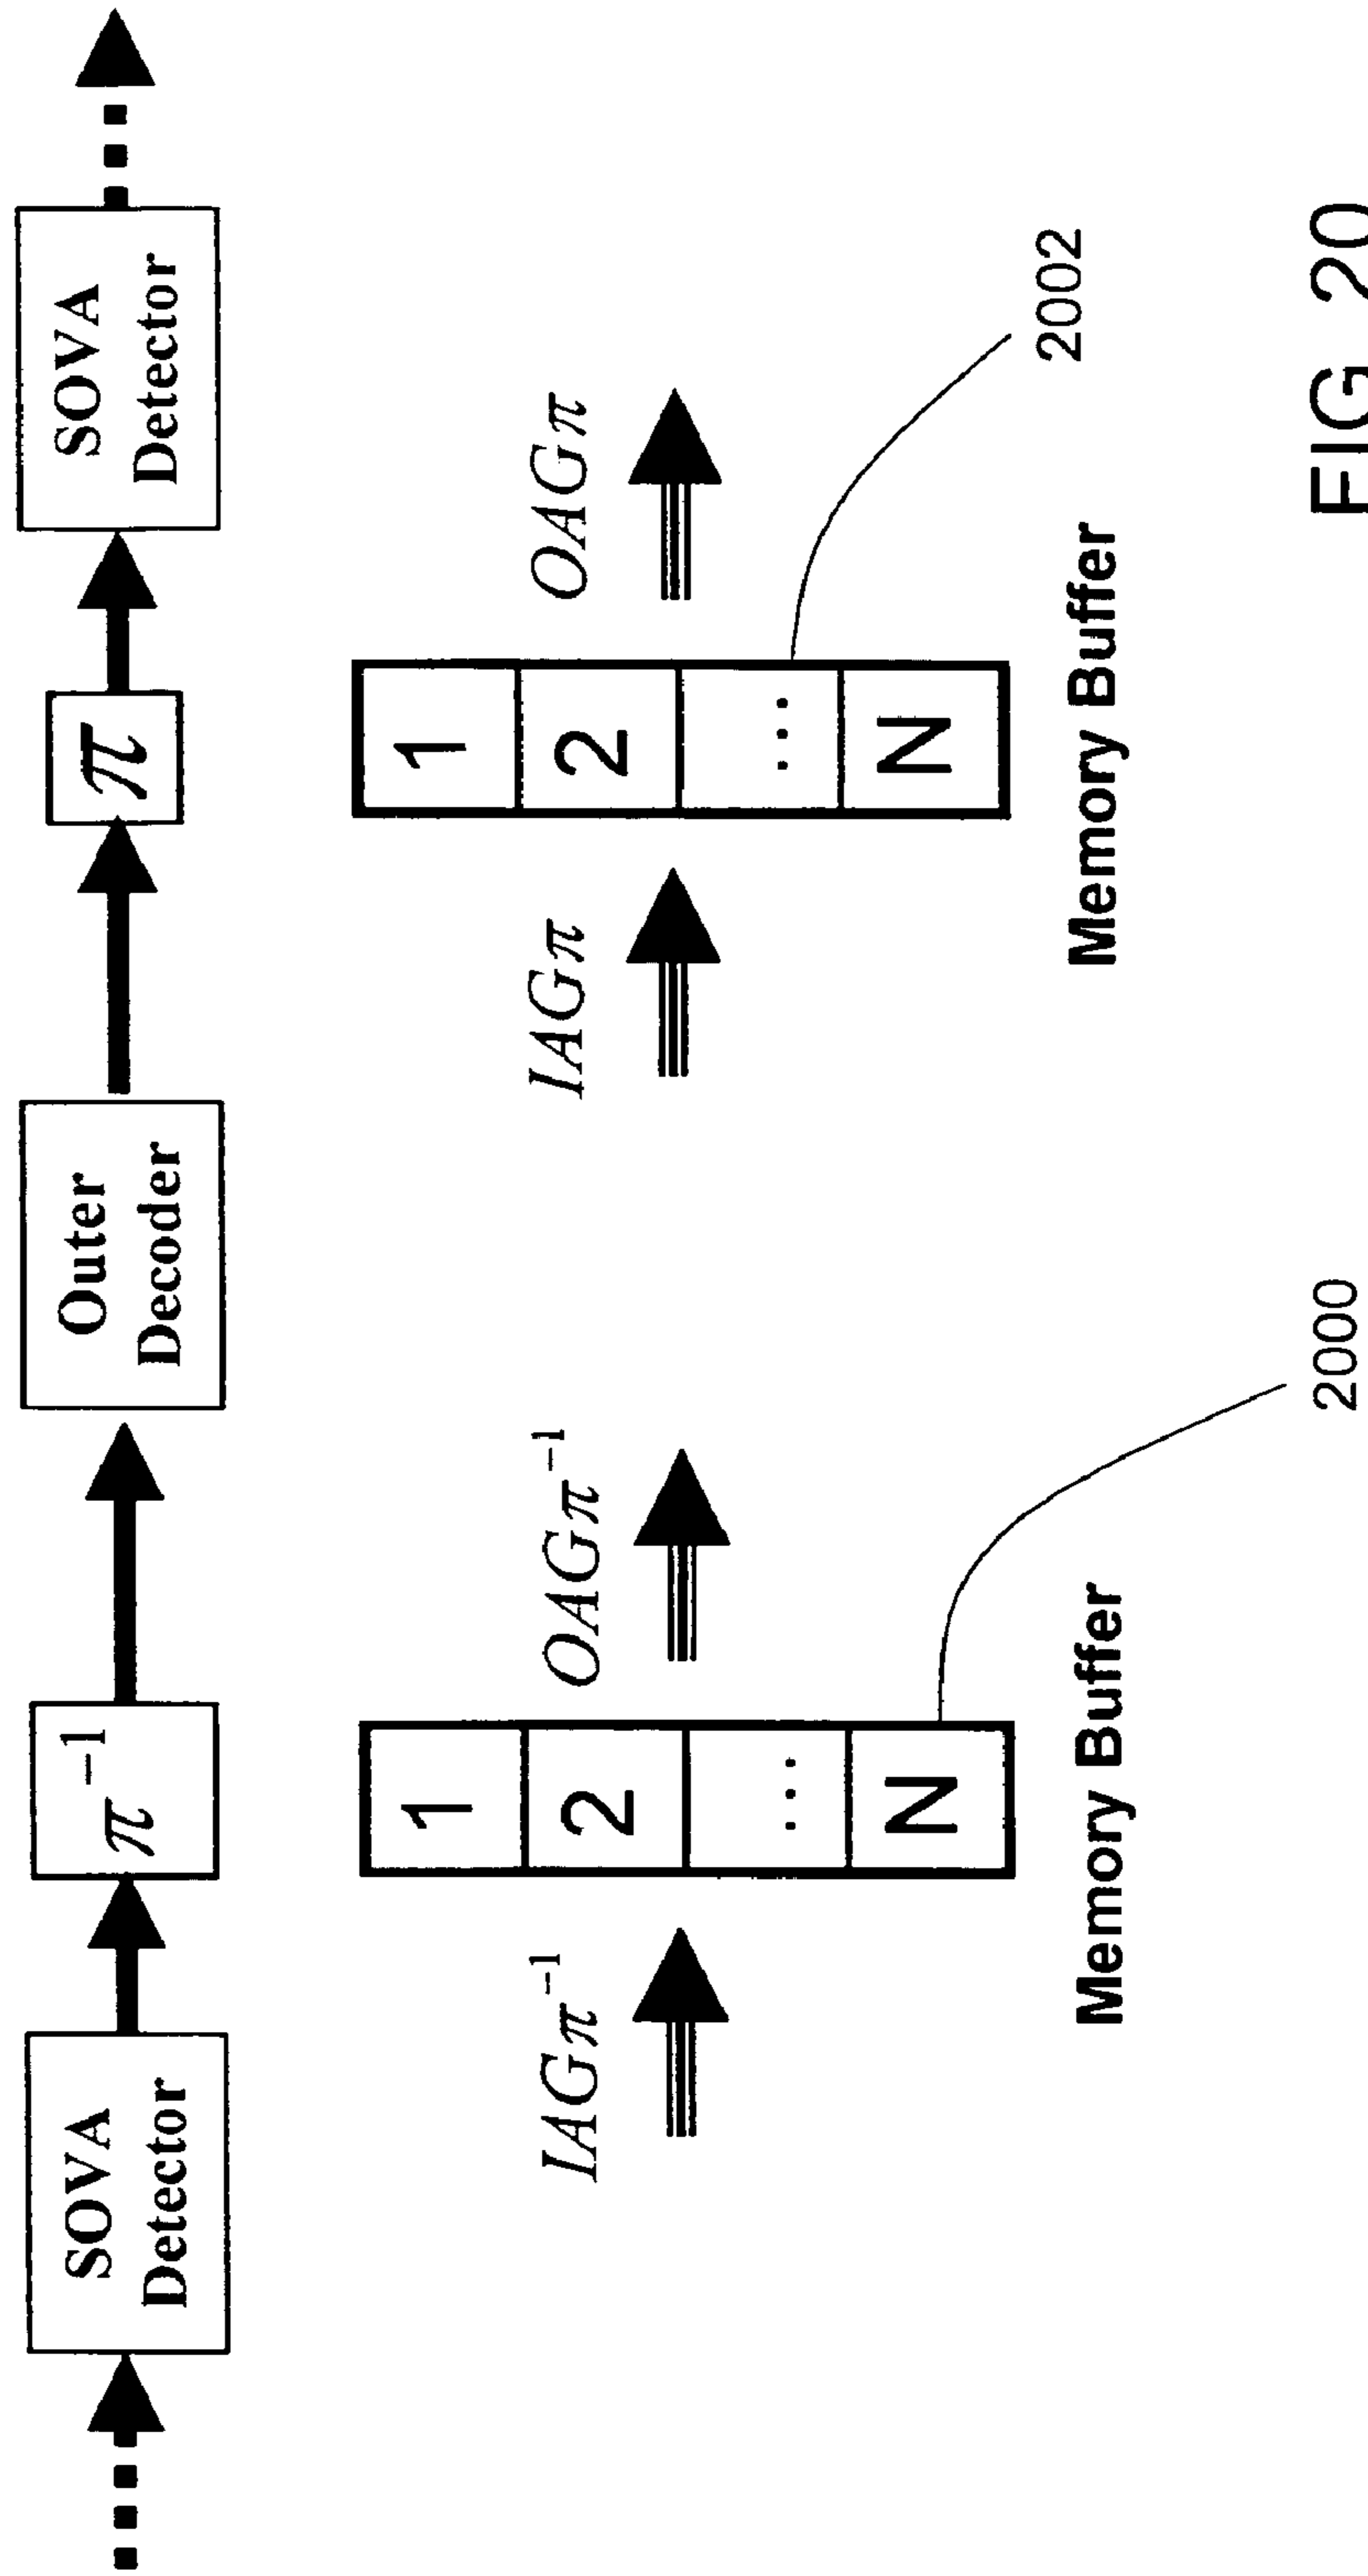 SOVA
Detector
π⁻¹
Outer
Decoder
π
SOVA
Detector
IAGπ⁻¹
OAGπ⁻¹
IAGπ
OAGπ
1
2
...
N
1
2
...
N
Memory Buffer
2000
Memory Buffer
2002
FIG 20